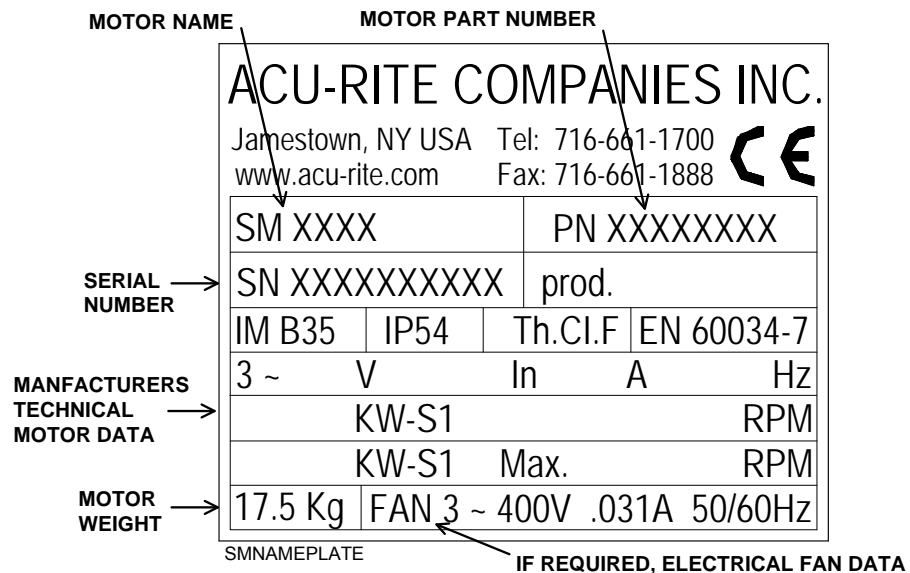 MOTOR NAME
MOTOR PART NUMBER
ACU-RITE COMPANIES INC.
Jamestown, NY USA Tel: 716-661-1700
www.acu-rite.com Fax: 716-661-1888
CE
SM XXXX PN XXXXXXXX
SERIAL NUMBER
SN XXXXXXXXXX prod.
IM B35 IP54 Th.Cl.F EN 60034-7
3 ~ V In A Hz
MANFACTURERS
TECHNICAL
MOTOR DATA
KW-S1 RPM
KW-S1 Max. RPM
MOTOR
WEIGHT
17.5 Kg FAN 3 ~ 400V .031A 50/60Hz
SMNAMEPLATE
IF REQUIRED, ELECTRICAL FAN DATA